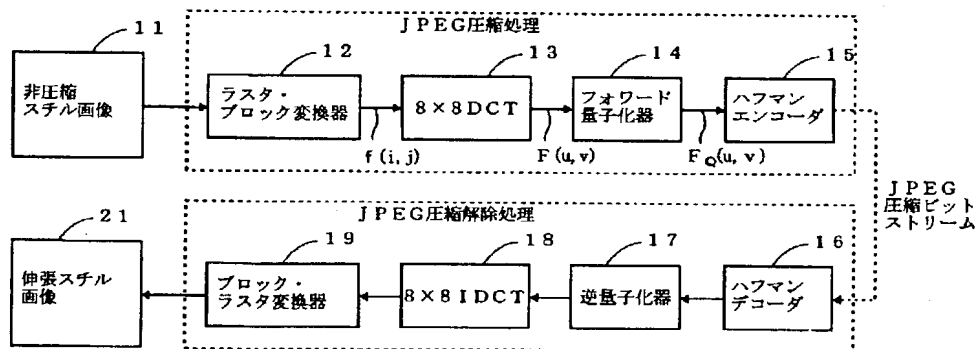 11
JPEG圧縮処理
12
13
14
15
非圧縮
スチル画像
ラスタ・
ブロック変換器
8×8DCT
フォワード
量子化器
ハフマン
エンコーダ
f(i,j)
F(u,v)
FQ(u,v)
JPEG
圧縮ビット
ストリーム
21
JPEG圧縮解除処理
19
18
17
16
伸張スチル
画像
ブロック・
ラスタ変換器
8×8IDCT
逆量子化器
ハフマン
デコーダ